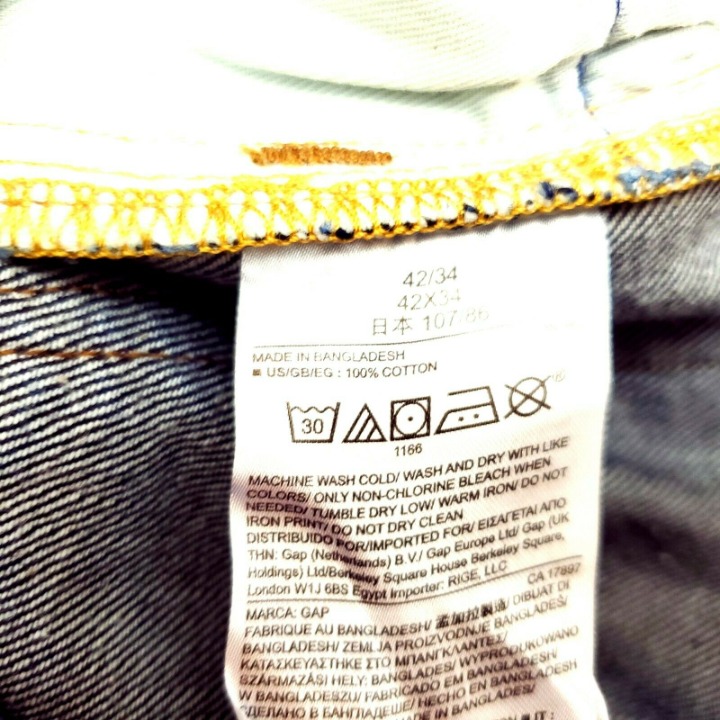 42/34
42X34
日本 107/86
MADE IN BANGLADESH
US/GB/EG : 100% COTTON
30
1166
MACHINE WASH COLD/ WASH AND DRY WITH LIKE
COLORS/ ONLY NON-CHLORINE BLEACH WHEN
NEEDED/ TUMBLE DRY LOW/ WARM IRON/ DO NOT
IRON PRINT/ DO NOT DRY CLEAN
DISTRIBUIDO POR/IMPORTED FOR/ ΕΙΣΑΓΕΤΑΙ ΑΠΟ
ΤΗΝ: Gap (Netherlands) B.V./ Gap Europe Ltd/ Gap (UK
Holdings) Ltd/Berkeley Square House Berkeley Square,
London W1J 6BS Egypt Importer: RIGE, LLC
CA 17897
MARCA: GAP
FABRIQUE AU BANGLADESH/ 孟加拉製造/ DIBUAT DI
BANGLADESH/ ZEMLJA PROIZVODNJE BANGLADEŠ/
ΚΑΤΑΣΚΕΥΑΣΤΗΚΕ ΣΤΟ ΜΠΑΝΓΚΛΑΝΤΕΣ/
SZÁRMAZÁSI HELY: BANGLADES/ WYPRODUKOWANO
W BANGLADESZU/ FABRICADO EM BANGLADESH
СДЕЛАНО В БАНГЛАДЕШЕ/ HECHO EN BANGLADESH/